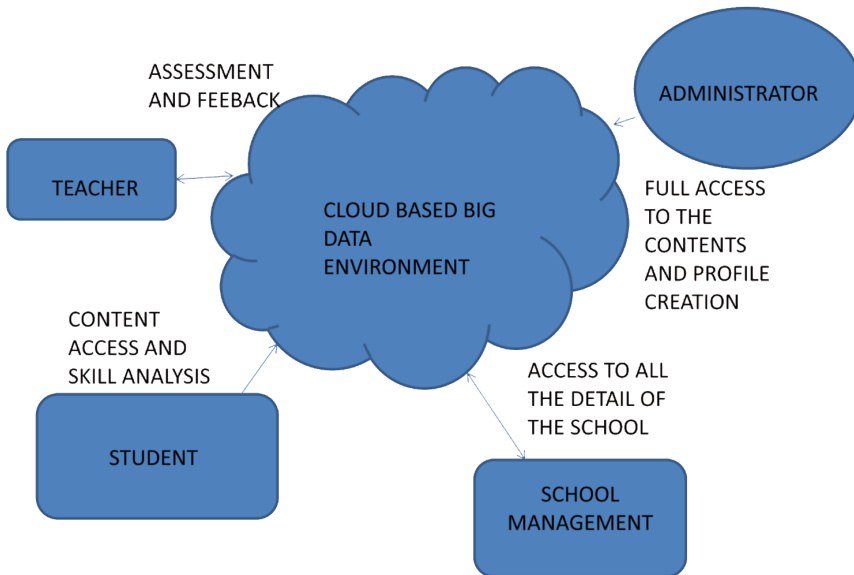 ASSESSMENT
AND FEEBACK
ADMINISTRATOR
TEACHER
CLOUD BASED BIG
DATA
ENVIRONMENT
FULL ACCESS
TO THE
CONTENTS
AND PROFILE
CREATION
CONTENT
ACCESS AND
SKILL ANALYSIS
ACCESS TO ALL
THE DETAIL OF
THE SCHOOL
STUDENT
SCHOOL
MANAGEMENT